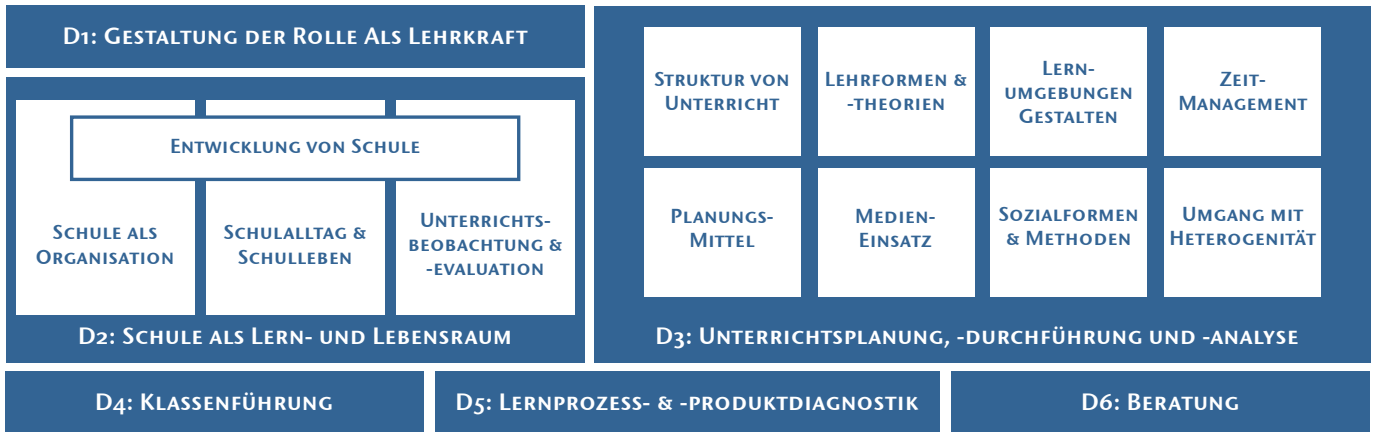 D1: Gestaltung der Rolle Als Lehrkraft
Entwicklung von Schule
Schule als
Organisation
Schulalltag &
Schulleben
Unterrichts-
beobachtung &
-evaluation
D2: Schule als Lern- und Lebensraum
Struktur von
Unterricht
Lehrformen &
-theorien
Lern-
umgebungen
Gestalten
Zeit-
Management
Planungs-
Mittel
Medien-
Einsatz
Sozialformen
& Methoden
Umgang mit
Heterogenität
D3: Unterrichtsplanung, -durchführung und -analyse
D4: Klassenführung
D5: Lernprozess- & -produktdiagnostik
D6: Beratung